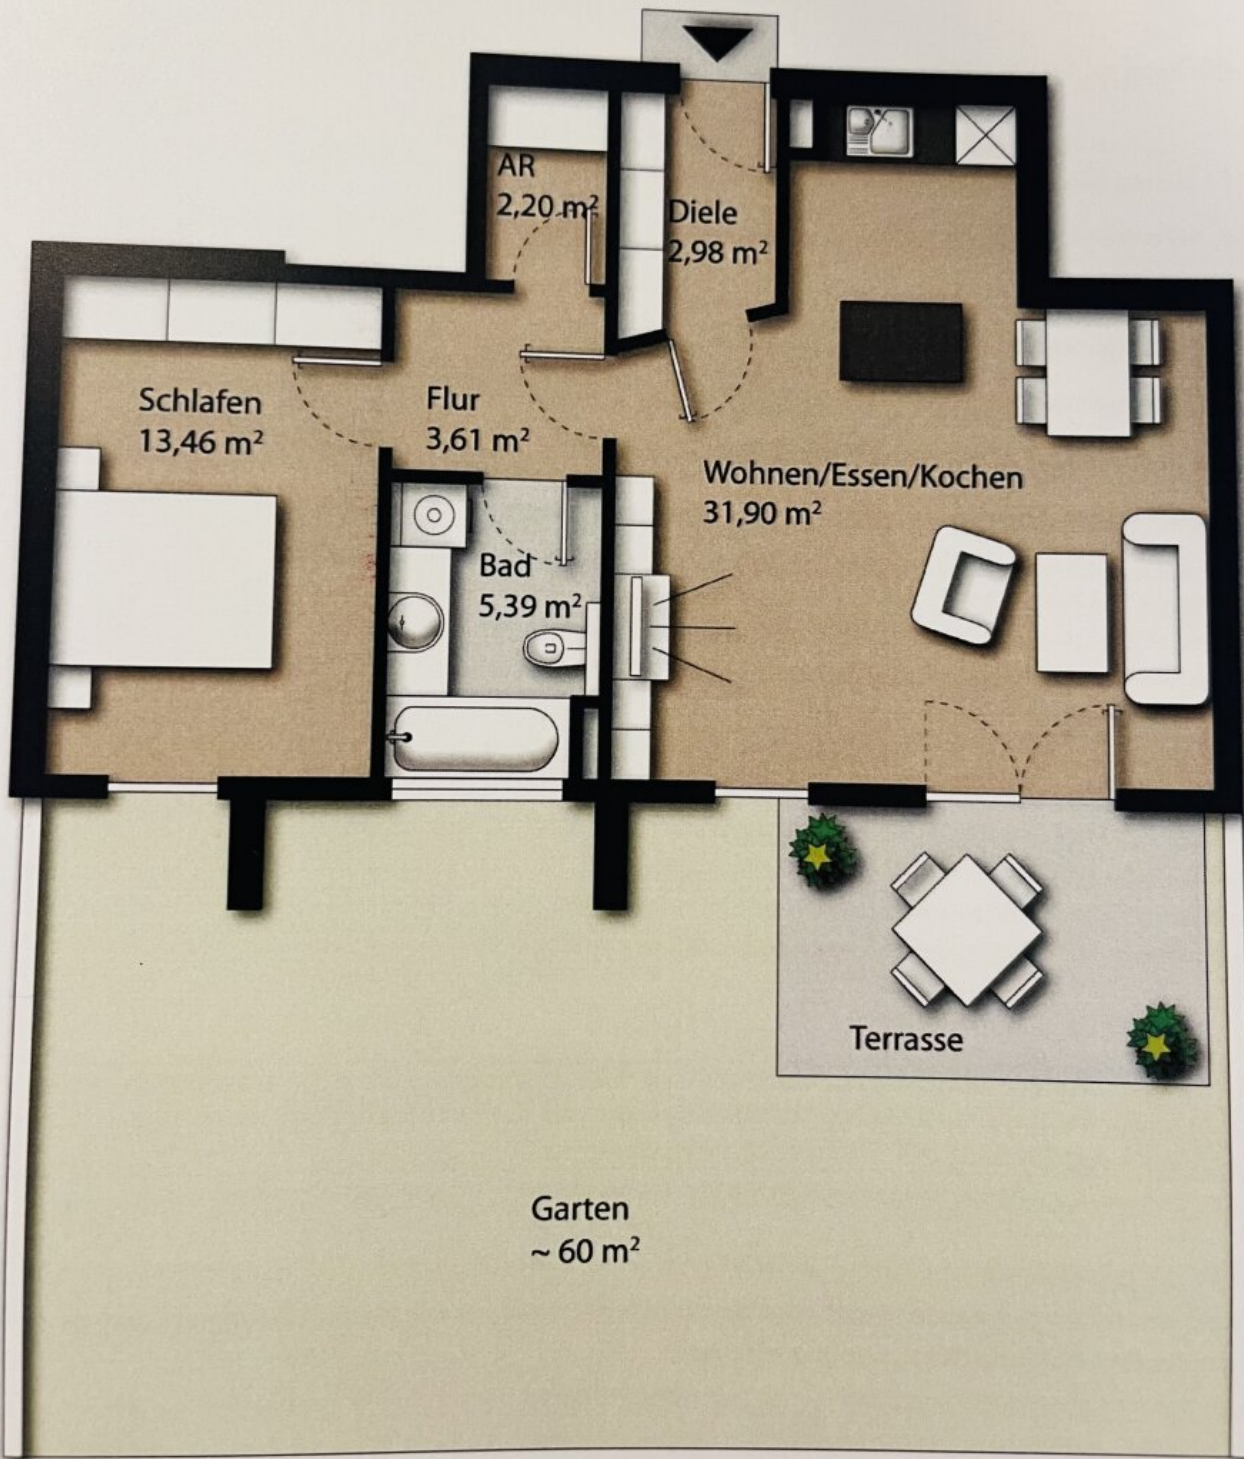 AR
2,20 m²
Diele
2,98 m²
Schlafen
13,46 m²
Flur
3,61 m²
Wohnen/Essen/Kochen
31,90 m²
Bad
5,39 m²
Terrasse
Garten
~ 60 m²